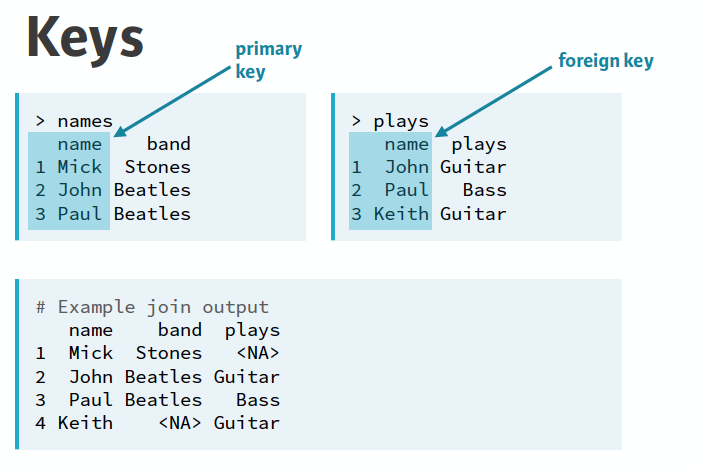 Keys
primary
key
foreign key
> names
name band
1 Mick Stones
2 John Beatles
3 Paul Beatles
> plays
name plays
1 John Guitar
2 Paul Bass
3 Keith Guitar
# Example join output
name band plays
1 Mick Stones <NA>
2 John Beatles Guitar
3 Paul Beatles Bass
4 Keith <NA> Guitar